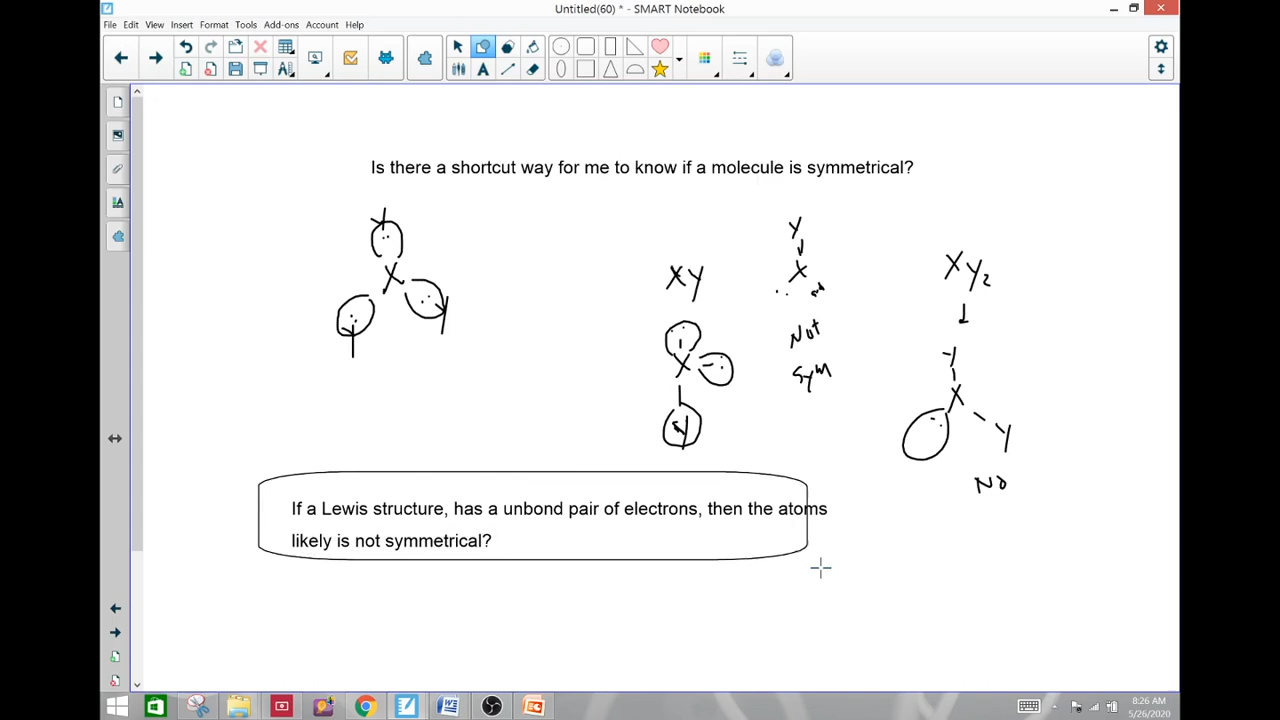 Untitled(60) * - SMART Notebook
File Edit View Insert Format Tools Add-ons Account Help
Is there a shortcut way for me to know if a molecule is symmetrical?
Y
X
Y
Y
XY
X
Y
Y
X
Not
sym
XY2
Y
X
Y
NO
If a Lewis structure, has a unbond pair of electrons, then the atoms
likely is not symmetrical?
8:26 AM
5/26/2020